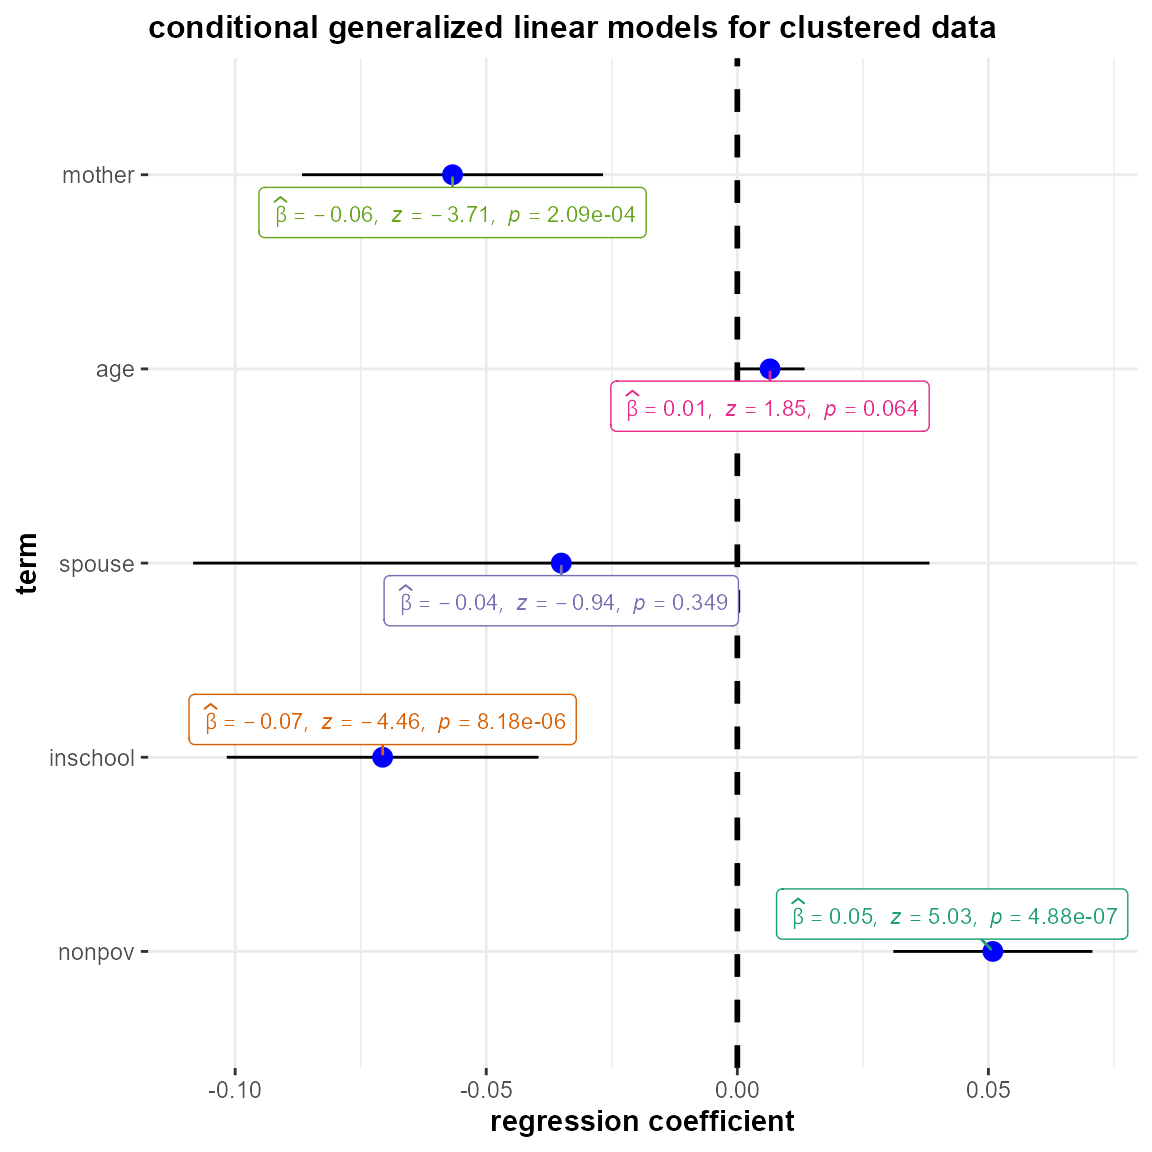 conditional generalized linear models for clustered data
mother
β̂ = −0.06, z = −3.71, p = 2.09e-04
age
β̂ = 0.01, z = 1.85, p = 0.064
term
spouse
β̂ = −0.04, z = −0.94, p = 0.349
β̂ = −0.07, z = −4.46, p = 8.18e-06
inschool
β̂ = 0.05, z = 5.03, p = 4.88e-07
nonpov
-0.10 -0.05 0.00 0.05
regression coefficient